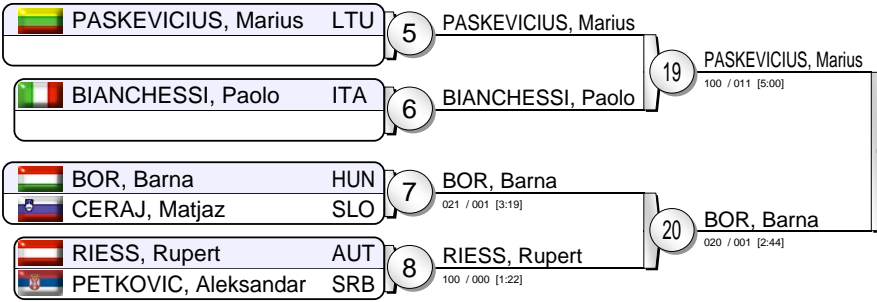 PASKEVICIUS, Marius LTU
5
PASKEVICIUS, Marius
BIANCHESSI, Paolo ITA
6
BIANCHESSI, Paolo
19
PASKEVICIUS, Marius
100 / 011 [5:00]
BOR, Barna HUN
CERAJ, Matjaz SLO
7
BOR, Barna
021 / 001 [3:19]
RIESS, Rupert AUT
PETKOVIC, Aleksandar SRB
8
RIESS, Rupert
100 / 000 [1:22]
20
BOR, Barna
020 / 001 [2:44]